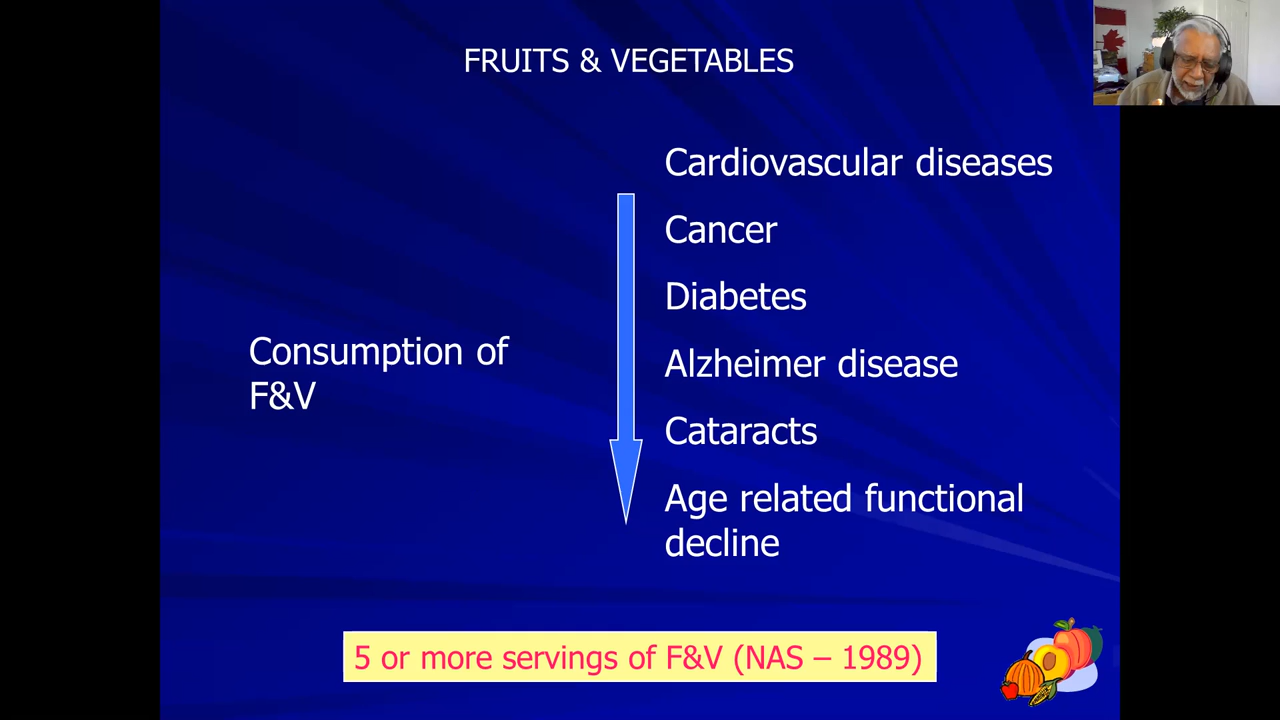 FRUITS & VEGETABLES
Cardiovascular diseases
Cancer
Diabetes
Consumption of
F&V
Alzheimer disease
Cataracts
Age related functional
decline
5 or more servings of F&V (NAS – 1989)